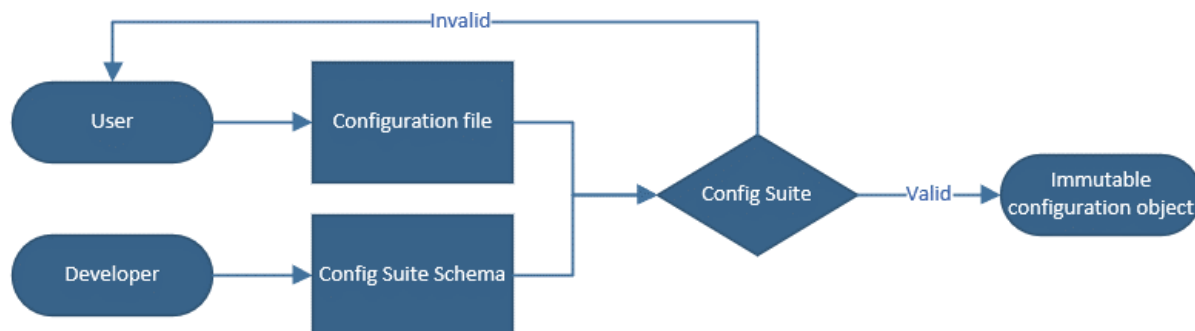 Invalid
User
Configuration file
Config Suite
Valid
Immutable
configuration object
Developer
Config Suite Schema